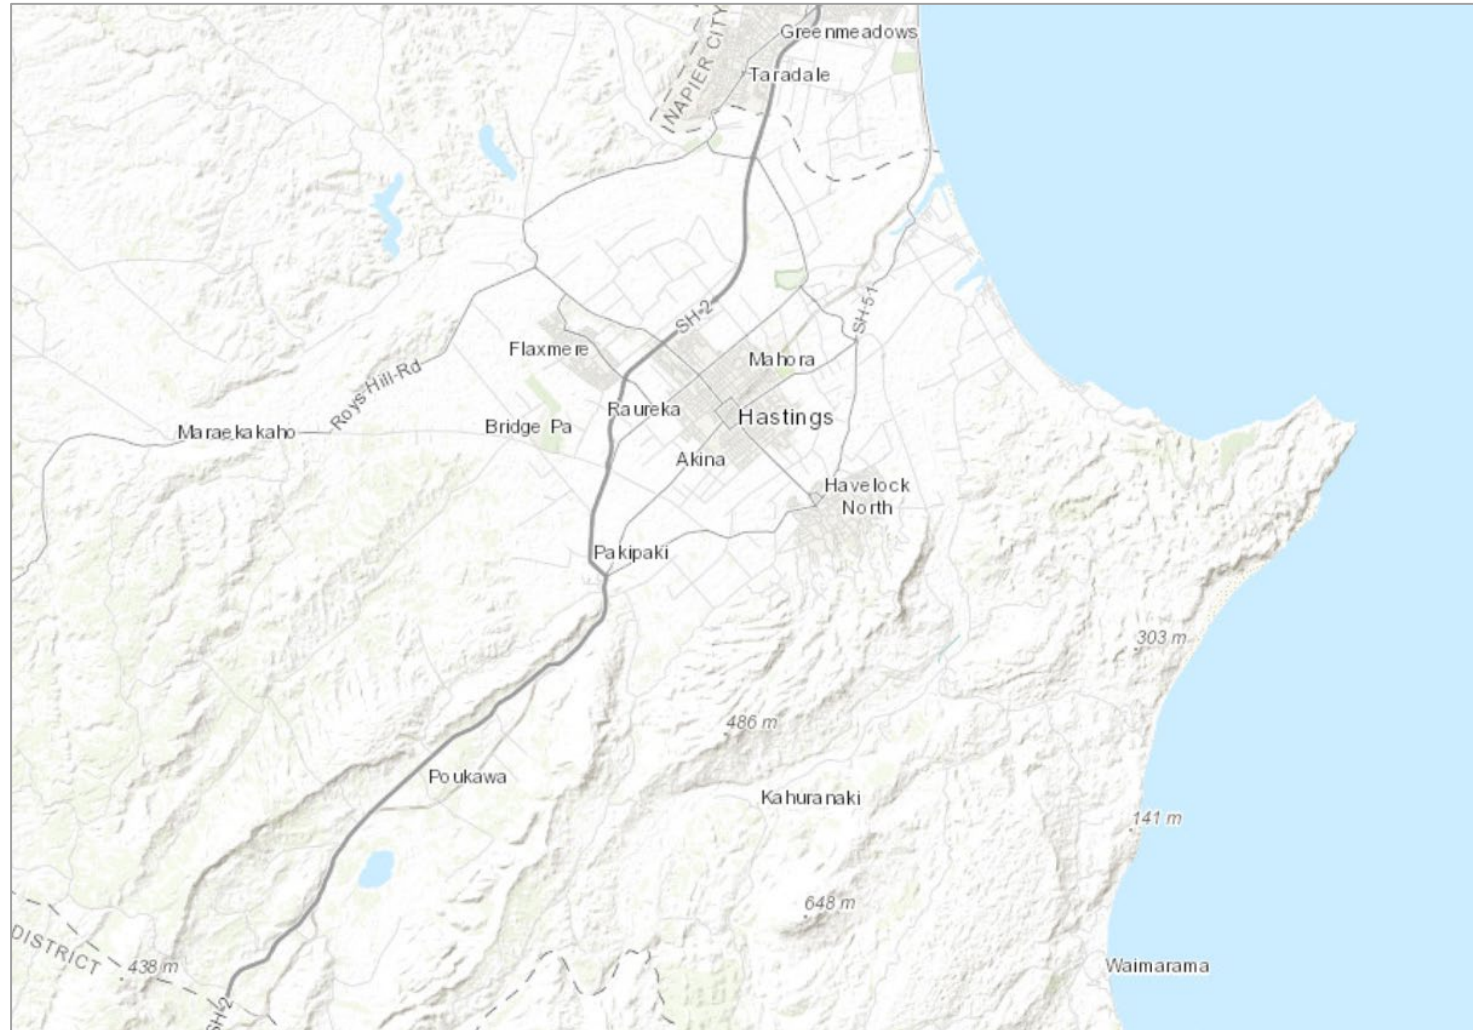 Greenmeadows
NAPIER CITY
Taradale
SH-51
SH-2
Flaxmere
Mahora
Roys-Hill-Rd
Raureka
Hastings
Bridge Pa
Maraekakaho
Akina
Havelock
North
Pakipaki
303 m
486 m
Poukawa
Kahuranaki
141 m
648 m
DISTRICT
438 m
Waimarama
SH-2